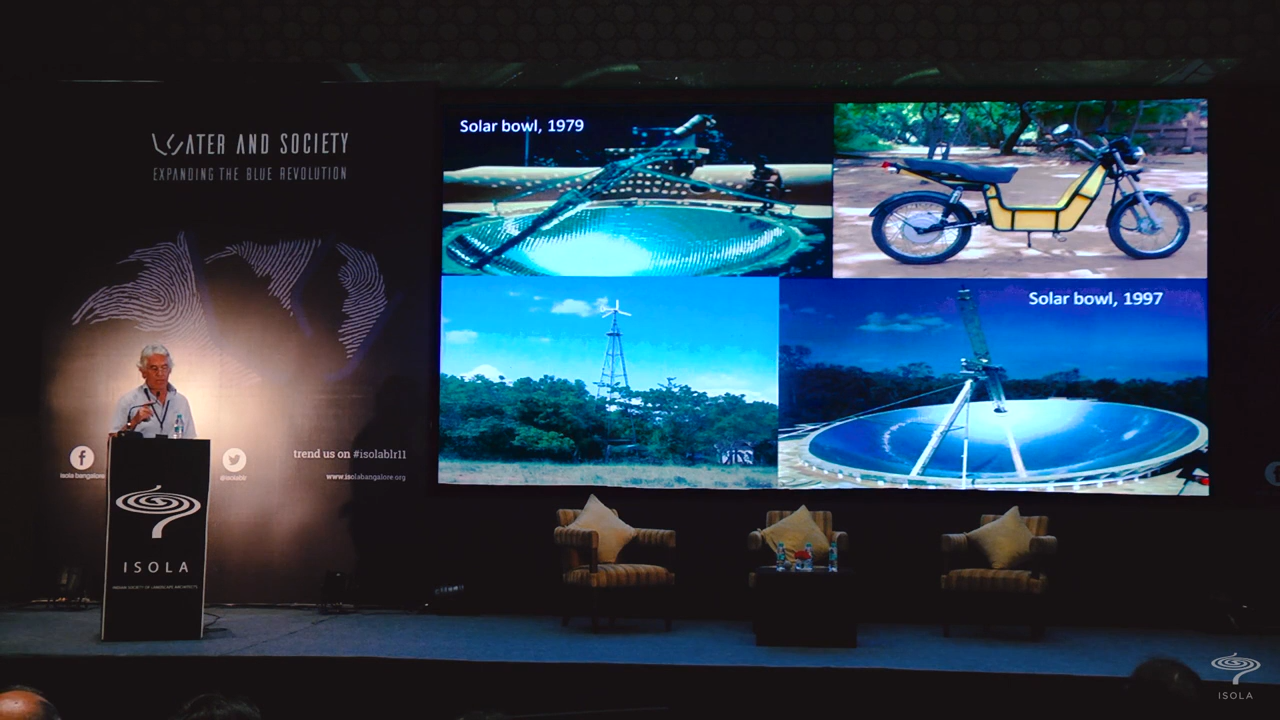 WATER AND SOCIETY
EXPANDING THE BLUE REVOLUTION
Solar bowl, 1979
Solar bowl, 1997
isola bangalore
@isolablr
trend us on #isolablr11
www.isolabangalore.org
ISOLA
INDIAN SOCIETY OF LANDSCAPE ARCHITECTS
ISOLA